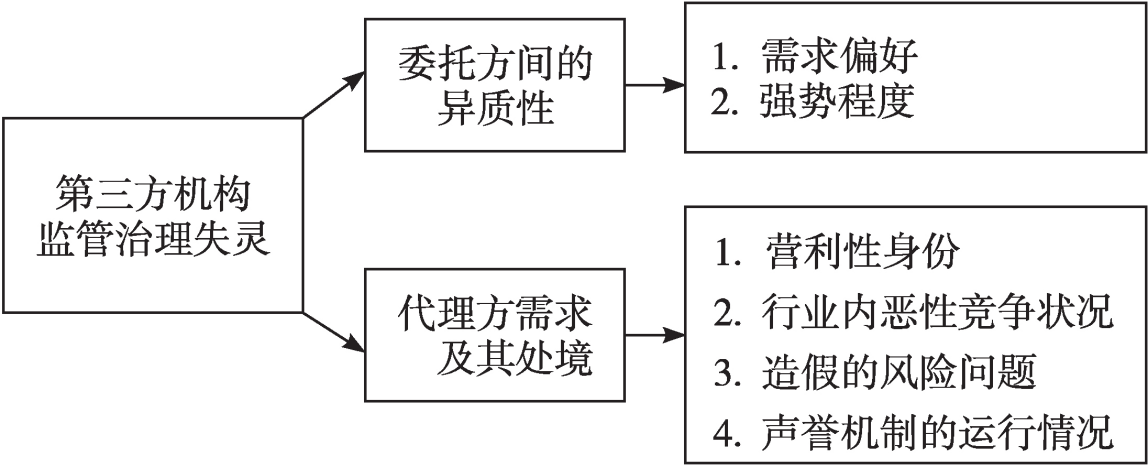 第三方机构
监管治理失灵
委托方间的
异质性
1. 需求偏好
2. 强势程度
代理方需求
及其处境
1. 营利性身份
2. 行业内恶性竞争状况
3. 造假的风险问题
4. 声誉机制的运行情况